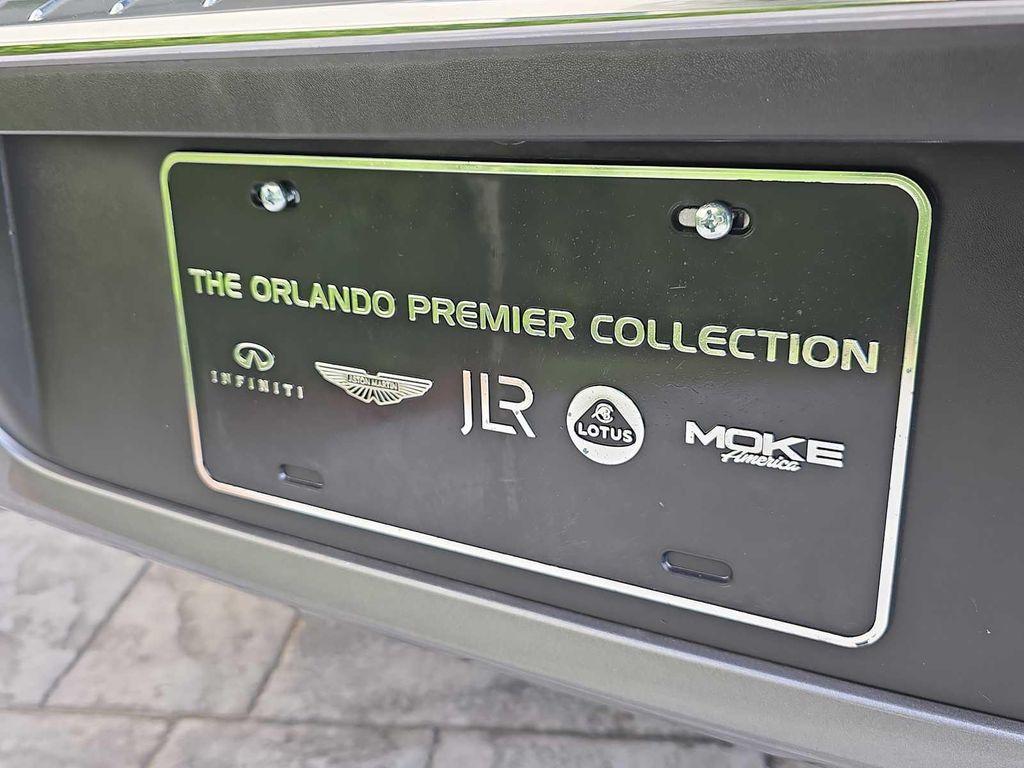 THE ORLANDO PREMIER COLLECTION
INFINITI
ASTON MARTIN
JLR
LOTUS
MOKE
America